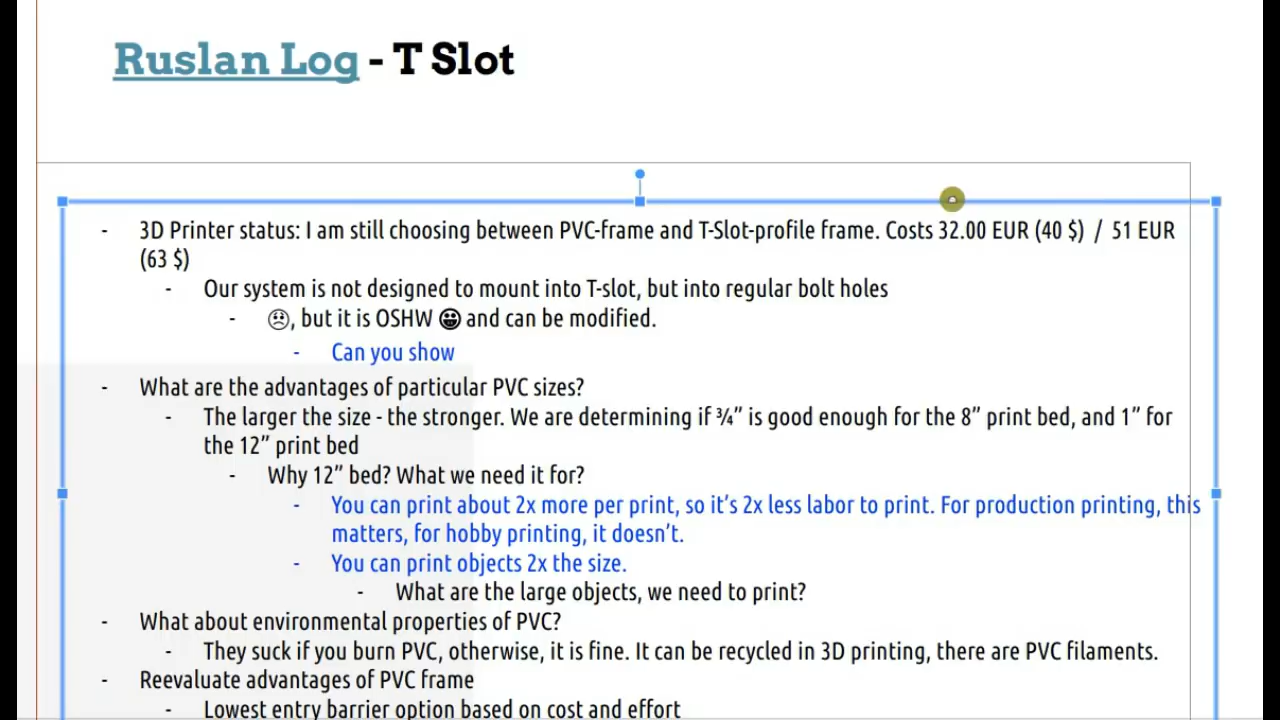 Ruslan Log - T Slot
- 3D Printer status: I am still choosing between PVC-frame and T-Slot-profile frame. Costs 32.00 EUR (40 $) / 51 EUR
(63 $)
- Our system is not designed to mount into T-slot, but into regular bolt holes
- ☹, but it is OSHW 😀 and can be modified.
- Can you show
- What are the advantages of particular PVC sizes?
- The larger the size - the stronger. We are determining if ¾” is good enough for the 8” print bed, and 1” for
the 12” print bed
- Why 12” bed? What we need it for?
- You can print about 2x more per print, so it’s 2x less labor to print. For production printing, this
matters, for hobby printing, it doesn’t.
- You can print objects 2x the size.
- What are the large objects, we need to print?
- What about environmental properties of PVC?
- They suck if you burn PVC, otherwise, it is fine. It can be recycled in 3D printing, there are PVC filaments.
- Reevaluate advantages of PVC frame
- Lowest entry barrier option based on cost and effort